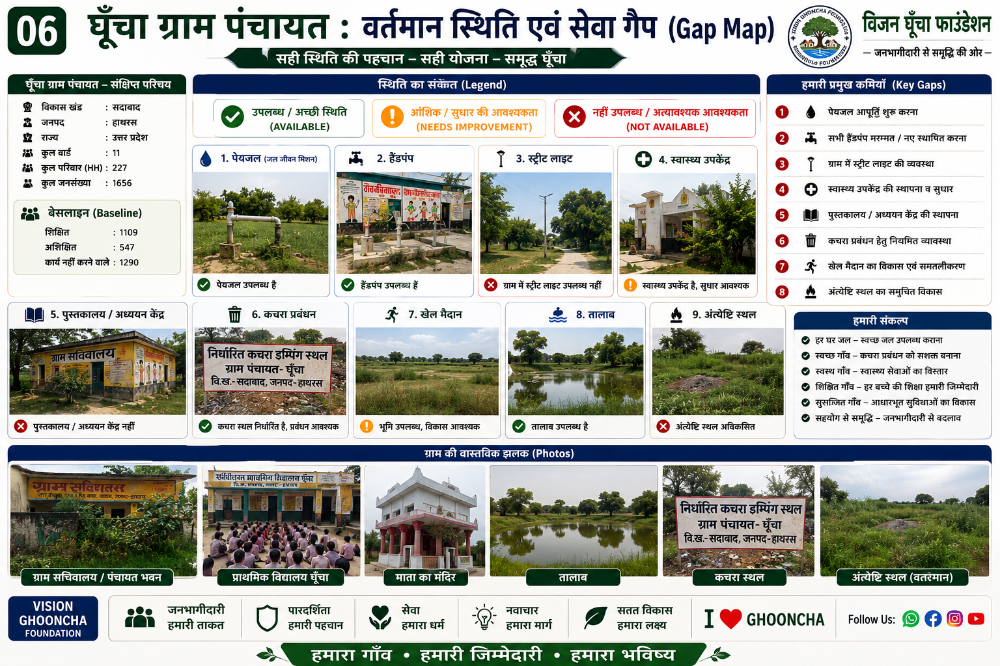 06
घूँचा ग्राम पंचायत : वर्तमान स्थिति एवं सेवा गैप (Gap Map)
सही स्थिति की पहचान – सही योजना – समृद्ध घूँचा
विजन घूँचा फाउंडेशन
— जनभागीदारी से समृद्धि की ओर —
घूँचा ग्राम पंचायत – संक्षिप्त परिचय
विकास खंड : सदाबाद
जनपद : हाथरस
राज्य : उत्तर प्रदेश
कुल वार्ड : 11
कुल परिवार (HH) : 227
कुल जनसंख्या : 1656
बेसलाइन (Baseline)
शिक्षित : 1109
अशिक्षित : 547
कार्य नहीं करने वाले : 1290
स्थिति का संकेत (Legend)
उपलब्ध / अच्छी स्थिति
(AVAILABLE)
आंशिक / सुधार की आवश्यकता
(NEEDS IMPROVEMENT)
नहीं उपलब्ध / अत्यावश्यक आवश्यकता
(NOT AVAILABLE)
1. पेयजल (जल जीवन मिशन)
पेयजल उपलब्ध है
2. हैंडपंप
हैंडपंप उपलब्ध हैं
3. स्ट्रीट लाइट
ग्राम में स्ट्रीट लाइट उपलब्ध नहीं
4. स्वास्थ्य उपकेंद्र
स्वास्थ्य उपकेंद्र है, सुधार आवश्यक
हमारी प्रमुख कमियाँ (Key Gaps)
1 पेयजल आपूर्ति शुरू करना
2 सभी हैंडपंप मरम्मत / नए स्थायित करना
3 ग्राम में स्ट्रीट लाइट की व्यवस्था
4 स्वास्थ्य उपकेंद्र की स्थापना व सुधार
5 पुस्तकालय / अध्ययन केंद्र की स्थापना
6 कचरा प्रबंधन हेतु नियमित व्यावस्था
7 खेल मैदान का विकास एवं समतलीकरण
8 अंत्येष्टि स्थल का समुचित विकास
5. पुस्तकालय / अध्ययन केंद्र
ग्राम सविवालय
पुस्तकालय / अध्ययन केंद्र नहीं
6. कचरा प्रबंधन
निर्धारित कचरा इम्पिंग स्थल
ग्राम पंचायत- घूँचा
वि.ख.-सदाबाद, जनपद-हाथरस
कचरा स्थल निर्धारित है, प्रबंधन आवश्यक
7. खेल मैदान
भूमि उपलब्ध, विकास आवश्यक
8. तालाब
तालाब उपलब्ध है
9. अंत्येष्टि स्थल
अंत्येष्टि स्थल अविकसित
हमारी संकल्प
हर घर जल – स्वच्छ जल उपलब्ध कराना
स्वच्छ गाँव – कचरा प्रबंधन को सशक्त बनाना
स्वस्थ गाँव – स्वास्थ्य सेवाओं का विस्तार
शिक्षित गाँव – हर बच्चे की शिक्षा हमारी जिम्मेदारी
सुसज्जित गाँव – आधारभूत सुविधाओं का विकास
सहयोग से समृद्धि – जनभागीदारी से बदलाव
ग्राम की वास्तविक झलक (Photos)
ग्राम सचिवालय / पंचायत भबन
प्राथमिक विद्यालय घूँचा
माता का मंदिर
तालाब
निर्धारित कचरा इम्पिंग स्थल
ग्राम पंचायत- घूँचा
वि.ख.-सदाबाद, जनपद-हाथरस
कचरा स्थल
अंत्येष्टि स्थल (वर्तमान)
VISION
GHOONCHA
FOUNDATION
जनभागीदारी
हमारी ताकत
पारदर्शिता
हमारी पहचान
सेवा
हमारा धर्म
नवाचार
हमारा मार्ग
सतत विकास
हमारा लक्ष्य
I GHOONCHA
Follow Us:
हमारा गाँव • हमारी जिम्मेदारी • हमारा भविष्य